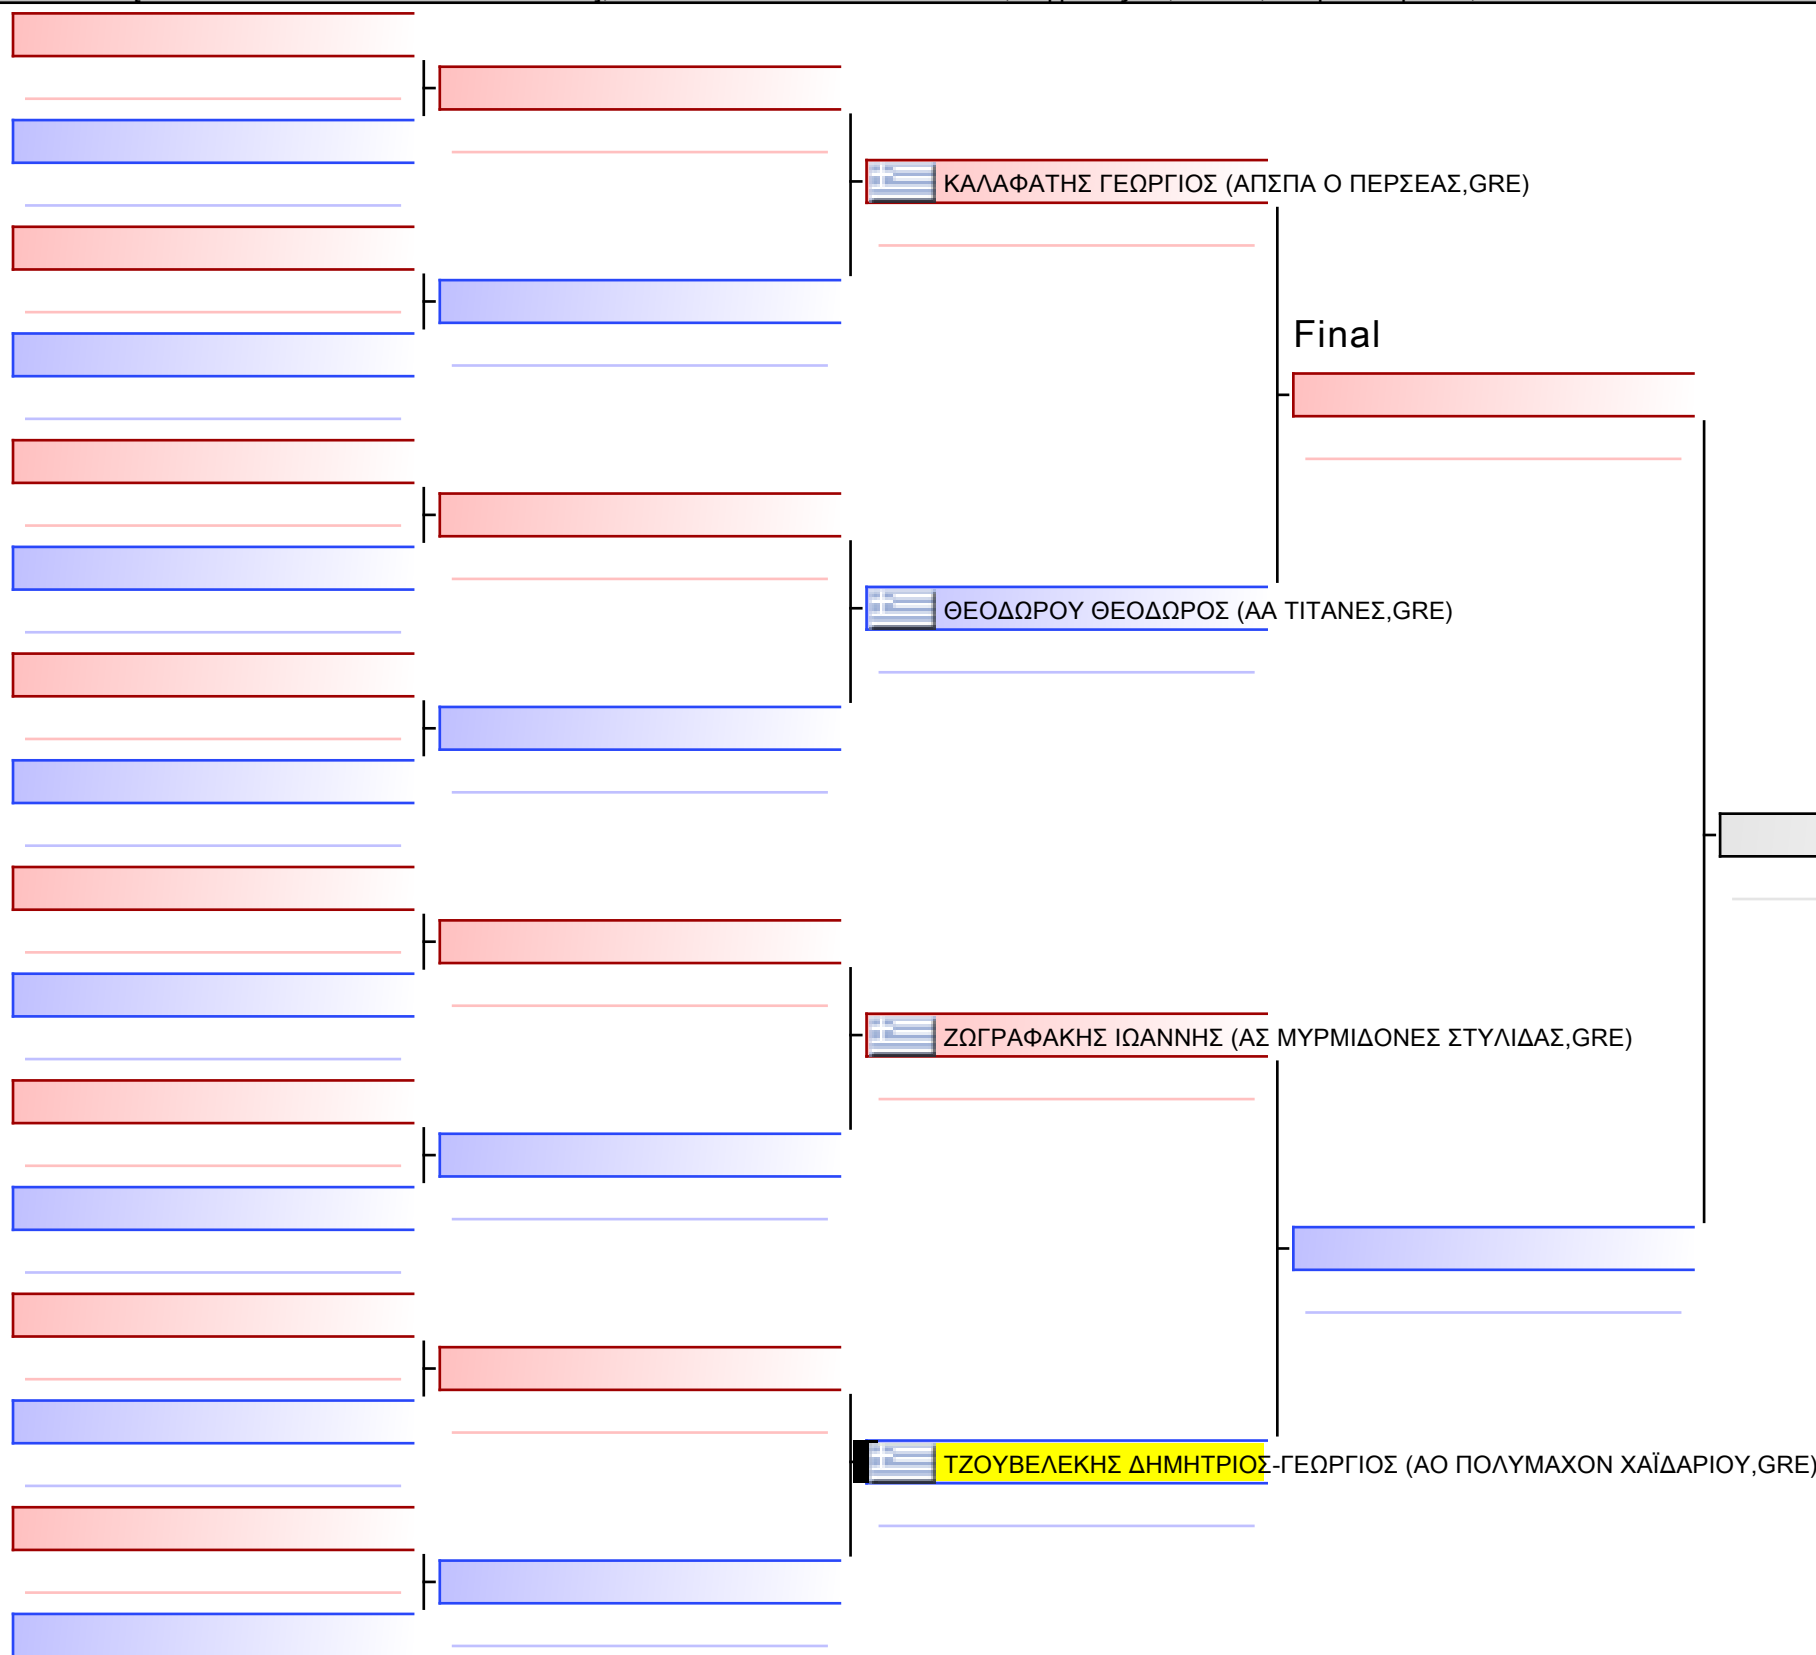 ΚΑΛΑΦΑΤΗΣ ΓΕΩΡΓΙΟΣ (ΑΠΣΠΑ Ο ΠΕΡΣΕΑΣ,GRE)
Final
ΘΕΟΔΩΡΟΥ ΘΕΟΔΩΡΟΣ (ΑΑ ΤΙΤΑΝΕΣ,GRE)
ΖΩΓΡΑΦΑΚΗΣ ΙΩΑΝΝΗΣ (ΑΣ ΜΥΡΜΙΔΟΝΕΣ ΣΤΥΛΙΔΑΣ,GRE)
ΤΖΟΥΒΕΛΕΚΗΣ ΔΗΜΗΤΡΙΟΣ-ΓΕΩΡΓΙΟΣ (ΑΟ ΠΟΛΥΜΑΧΟΝ ΧΑΪΔΑΡΙΟΥ,GRE)